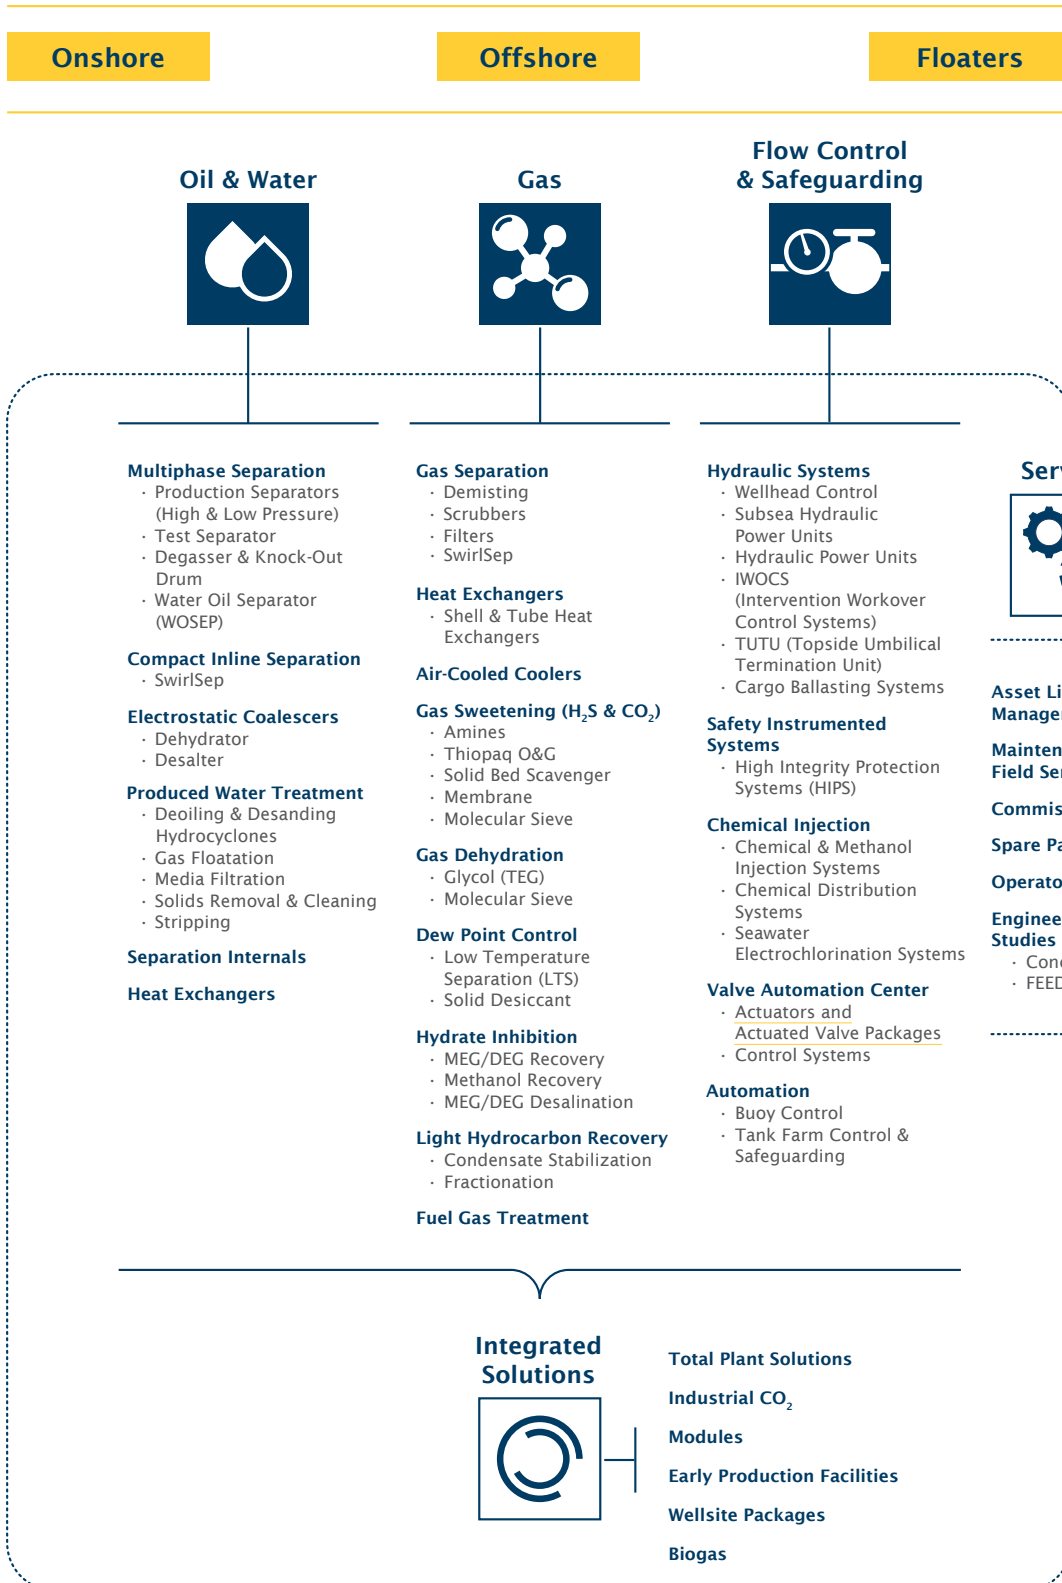 Onshore
Offshore
Floaters
Oil & Water
Multiphase Separation
· Production Separators
(High & Low Pressure)
· Test Separator
· Degasser & Knock-Out
Drum
· Water Oil Separator
(WOSEP)
Compact Inline Separation
· SwirlSep
Electrostatic Coalescers
· Dehydrator
· Desalter
Produced Water Treatment
· Deoiling & Desanding
Hydrocyclones
· Gas Floatation
· Media Filtration
· Solids Removal & Cleaning
· Stripping
Separation Internals
Heat Exchangers
Gas
Gas Separation
· Demisting
· Scrubbers
· Filters
· SwirlSep
Heat Exchangers
· Shell & Tube Heat
Exchangers
Air-Cooled Coolers
Gas Sweetening (H₂S & CO₂)
· Amines
· Thiopaq O&G
· Solid Bed Scavenger
· Membrane
· Molecular Sieve
Gas Dehydration
· Glycol (TEG)
· Molecular Sieve
Dew Point Control
· Low Temperature
Separation (LTS)
· Solid Desiccant
Hydrate Inhibition
· MEG/DEG Recovery
· Methanol Recovery
· MEG/DEG Desalination
Light Hydrocarbon Recovery
· Condensate Stabilization
· Fractionation
Fuel Gas Treatment
Flow Control
& Safeguarding
Hydraulic Systems
· Wellhead Control
· Subsea Hydraulic
Power Units
· Hydraulic Power Units
· IWOCS
(Intervention Workover
Control Systems)
· TUTU (Topside Umbilical
Termination Unit)
· Cargo Ballasting Systems
Safety Instrumented
Systems
· High Integrity Protection
Systems (HIPS)
Chemical Injection
· Chemical & Methanol
Injection Systems
· Chemical Distribution
Systems
· Seawater
Electrochlorination Systems
Valve Automation Center
· Actuators and
Actuated Valve Packages
· Control Systems
Automation
· Buoy Control
· Tank Farm Control &
Safeguarding
Asset
Field
Spare
Studies
· FEED
Integrated
Solutions
Total Plant Solutions
Industrial CO₂
Modules
Early Production Facilities
Wellsite Packages
Biogas